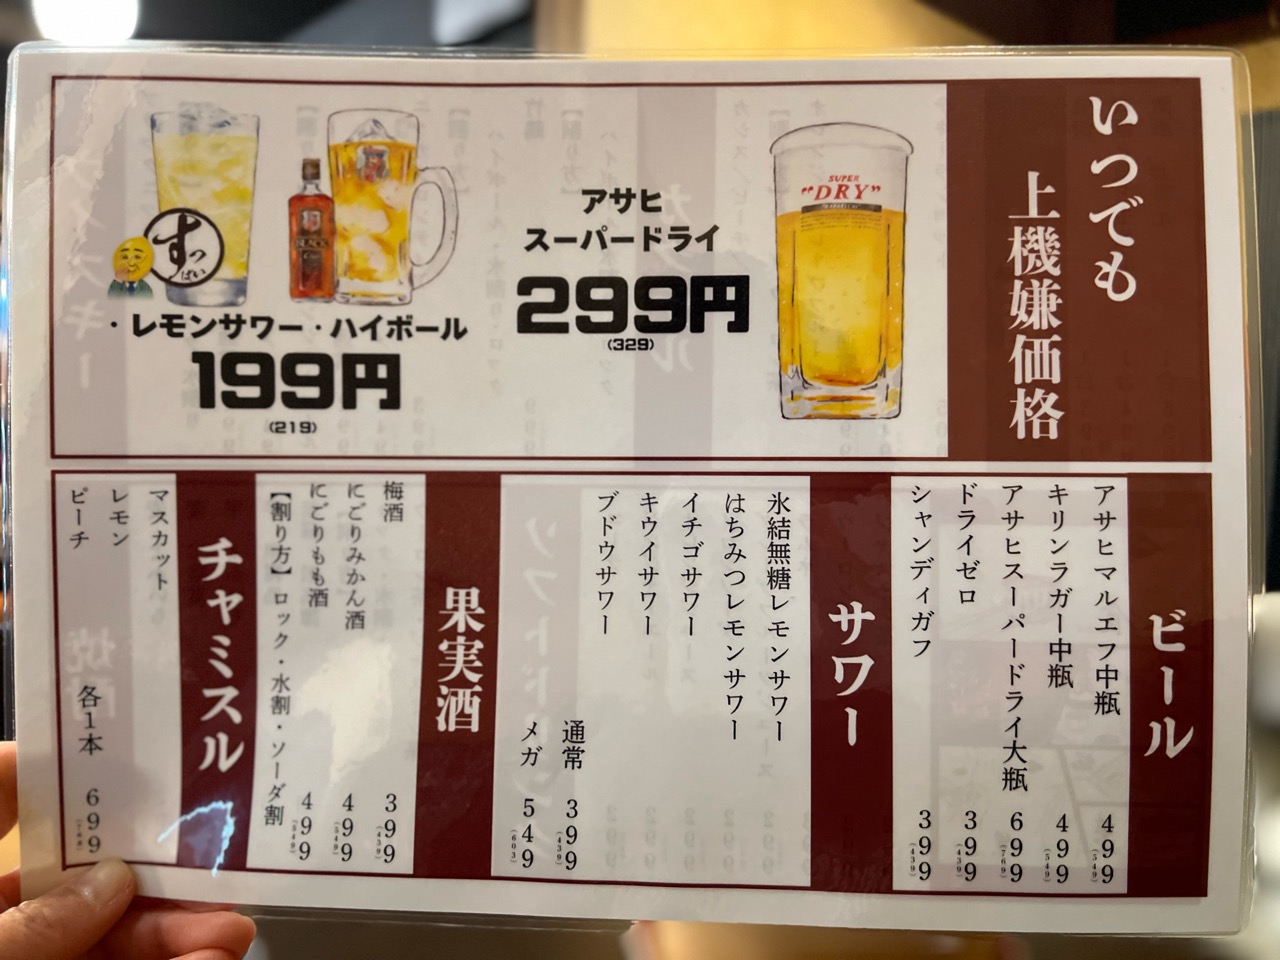 いつでも
上機嫌価格
SUPER
"DRY"
アサヒ
スーパードライ
299円
(329)
BLACK
すっ
ぱい
・レモンサワー・ハイボール
199円
(219)
ビール
アサヒマルエフ中瓶 499
(549)
キリンラガー中瓶 499
(549)
アサヒスーパードライ大瓶 699
(769)
ドライゼロ 399
(439)
シャンディガフ 399
(439)
サワー
氷結無糖レモンサワー
はちみつレモンサワー
イチゴサワー
キウイサワー
ブドウサワー
通常 399
(439)
メガ 549
(603)
果実酒
梅酒 399
(439)
にごりみかん酒 499
(549)
にごりもも酒 499
(549)
【割り方】ロック・水割・ソーダ割
チャミスル
マスカット
レモン
ピーチ
各1本 699
(769)